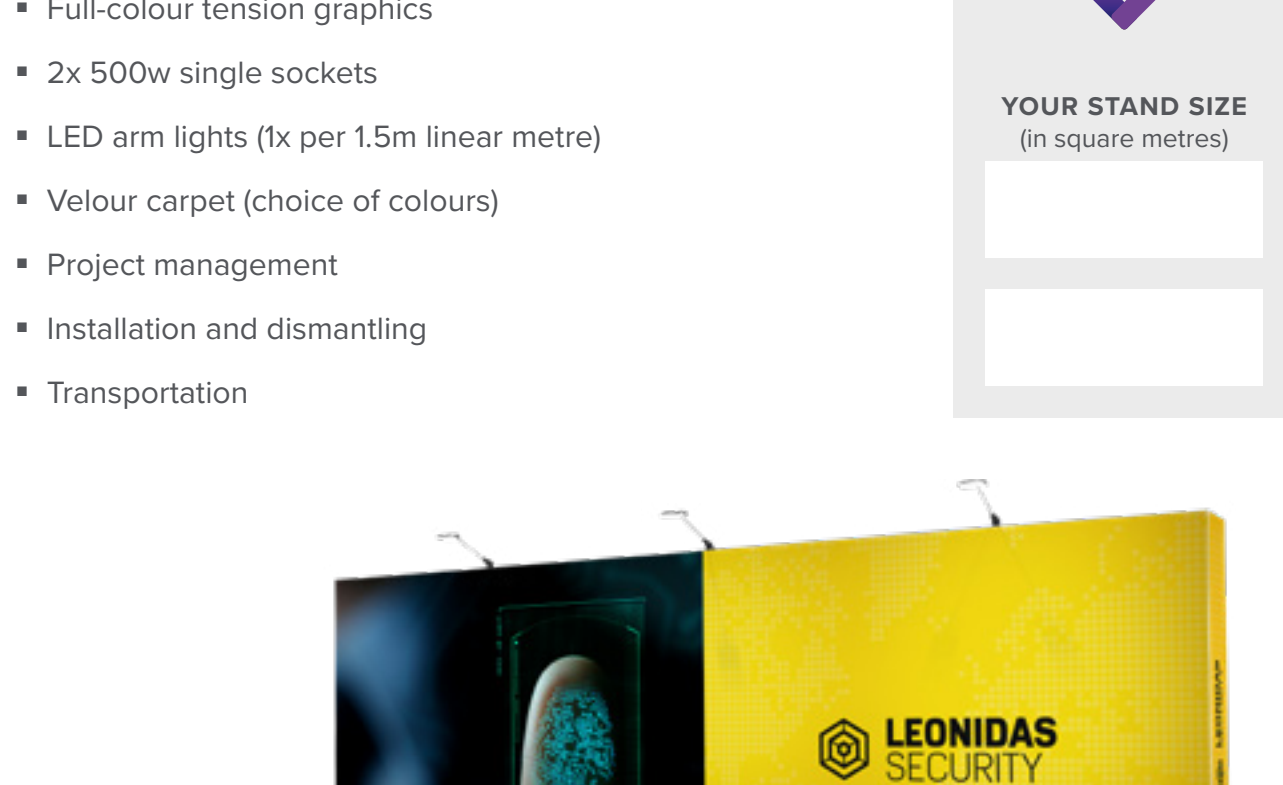 Full-colour tension graphics
2x 500w single sockets
LED arm lights (1x per 1.5m linear metre)
Velour carpet (choice of colours)
Project management
Installation and dismantling
Transportation
YOUR STAND SIZE
(in square metres)
LEONIDAS
SECURITY